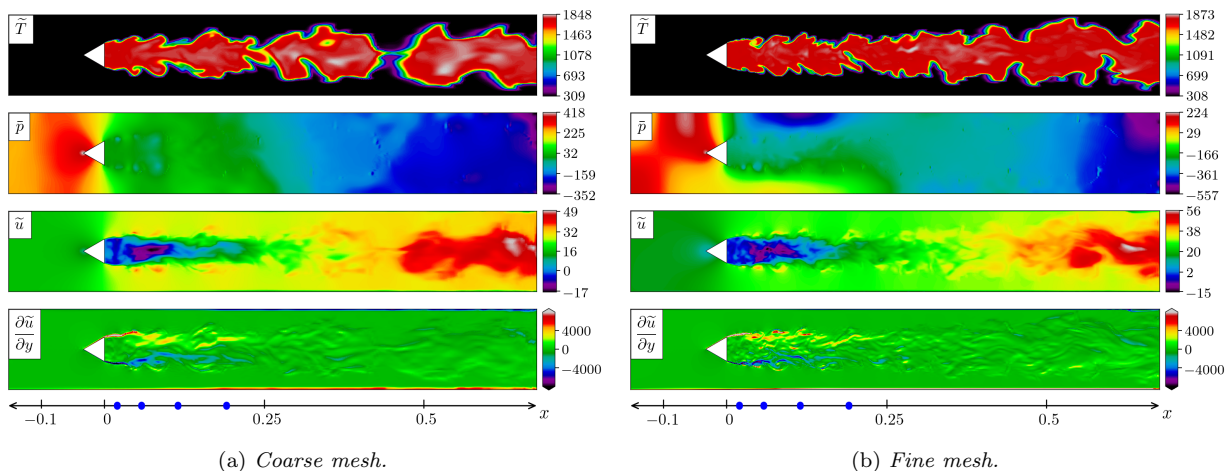 T̃
1848
1463
1078
693
309
p̄
418
225
32
−159
−352
ũ
49
33
16
0
−17
∂ũ
∂y
4000
0
−4000
−0.1 0 0.25 0.5 x
(a) Coarse mesh.
T̃
1873
1482
1091
700
308
p̄
224
29
−166
−361
−557
ũ
56
38
20
2
−15
∂ũ
∂y
4000
0
−4000
−0.1 0 0.25 0.5 x
(b) Fine mesh.